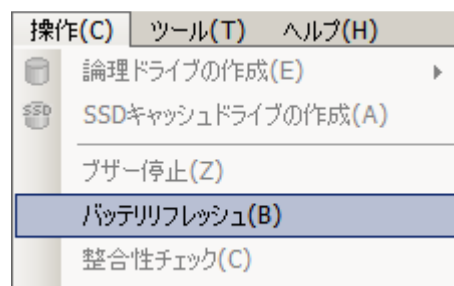 操作(C) ツール(T) ヘルプ(H)
論理ドライブの作成(E)
SSD SSDキャッシュドライブの作成(A)
ブザー停止(Z)
バッテリリフレッシュ(B)
整合性チェック(C)